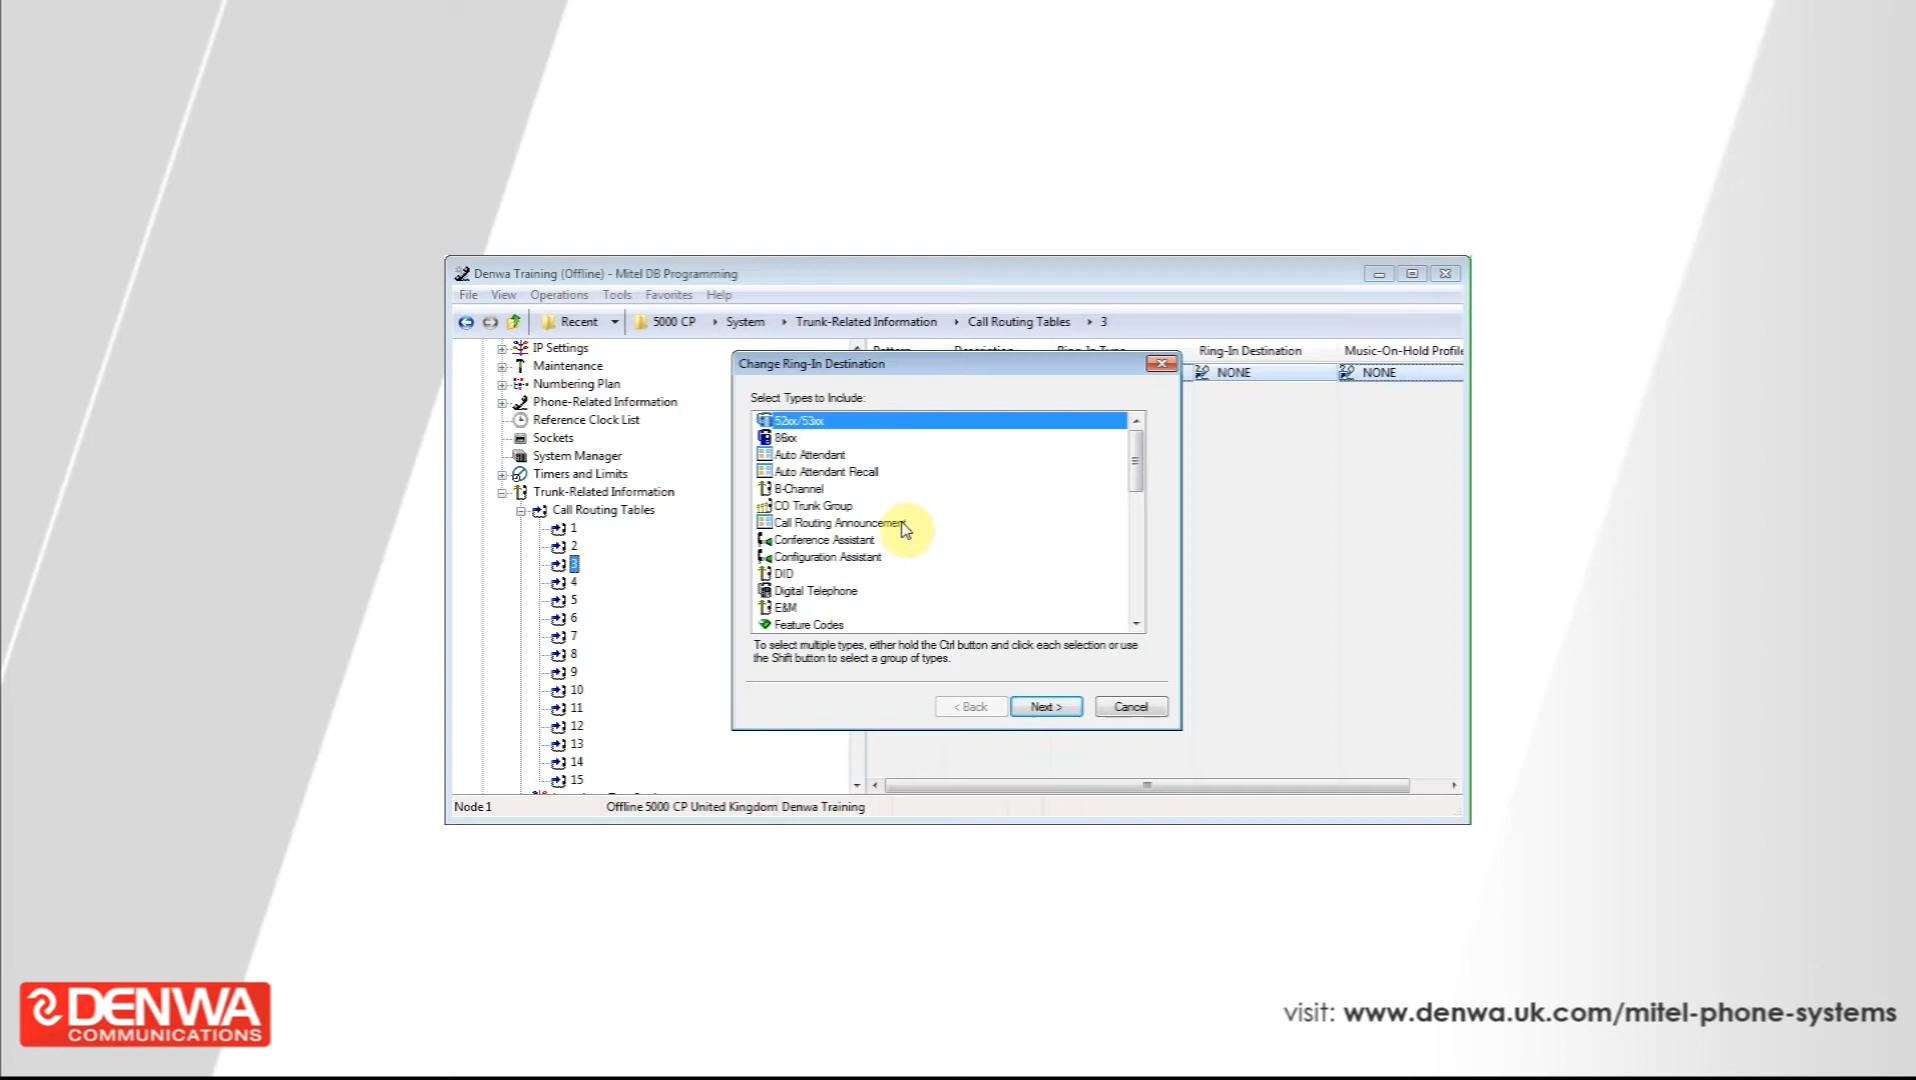 Denwa Training (Offline) - Mitel DB Programming
File View Operations Tools Favorites Help
Recent 5000 CP System Trunk-Related Information Call Routing Tables 3
IP Settings
Maintenance
Numbering Plan
Phone-Related Information
Reference Clock List
Sockets
System Manager
Timers and Limits
Trunk-Related Information
Call Routing Tables
1
2
3
4
5
6
7
8
9
10
11
12
13
14
15
Ring-In Destination Music-On-Hold Profile
NONE NONE
Change Ring-In Destination
Select Types to Include:
52xx/53xx
86xx
Auto Attendant
Auto Attendant Recall
B-Channel
CO Trunk Group
Call Routing Announcement
Conference Assistant
Configuration Assistant
DID
Digital Telephone
E&M
Feature Codes
To select multiple types, either hold the Ctrl button and click each selection or use
the Shift button to select a group of types.
< Back Next > Cancel
Node 1 Offline 5000 CP United Kingdom Denwa Training
DENWA
COMMUNICATIONS
visit: www.denwa.uk.com/mitel-phone-systems